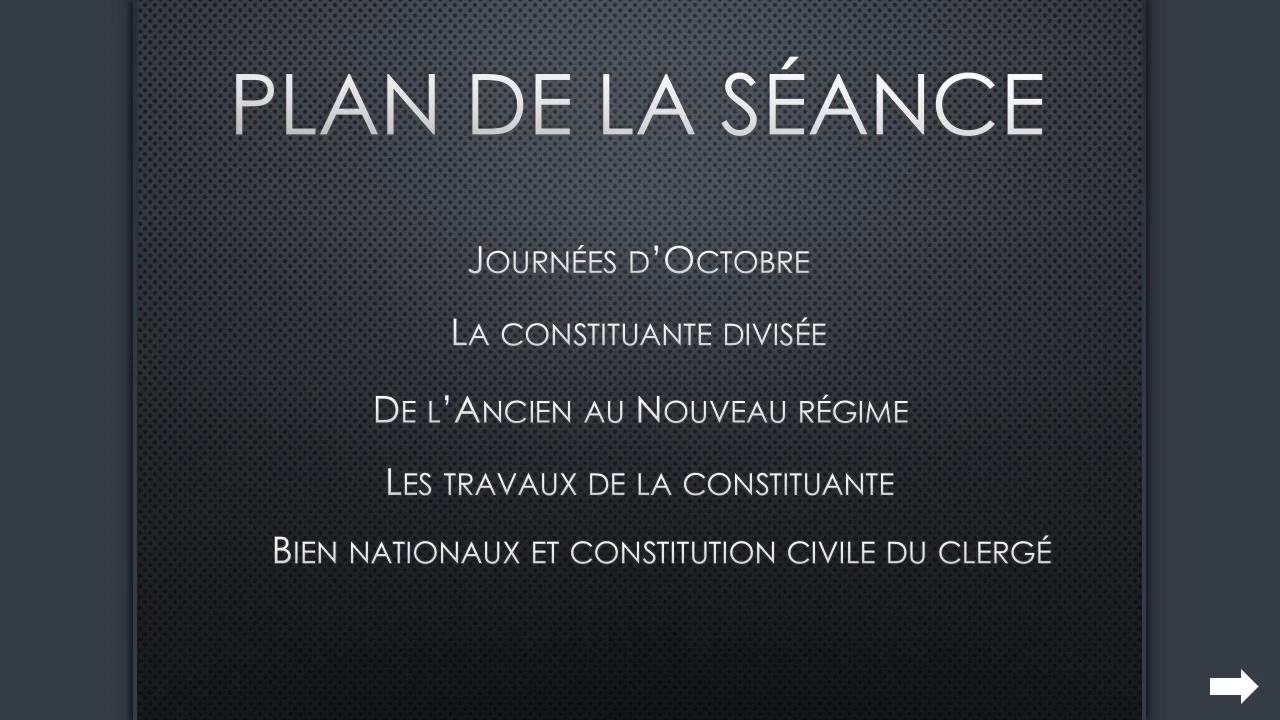 PLAN DE LA SÉANCE
JOURNÉES D’OCTOBRE
LA CONSTITUANTE DIVISÉE
DE L’ANCIEN AU NOUVEAU RÉGIME
LES TRAVAUX DE LA CONSTITUANTE
BIEN NATIONAUX ET CONSTITUTION CIVILE DU CLERGÉ